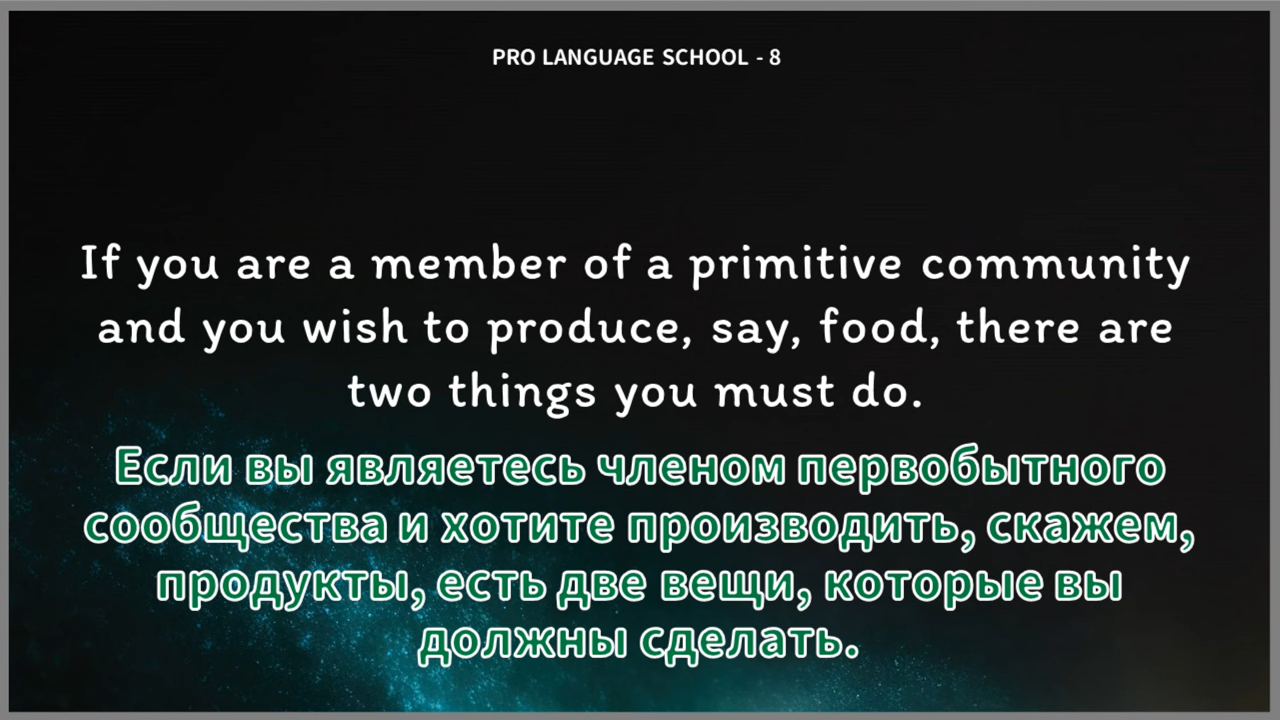 PRO LANGUAGE SCHOOL - 8
If you are a member of a primitive community
and you wish to produce, say, food, there are
two things you must do.
Если вы являетесь членом первобытного
сообщества и хотите производить, скажем,
продукты, есть две вещи, которые вы
должны сделать.